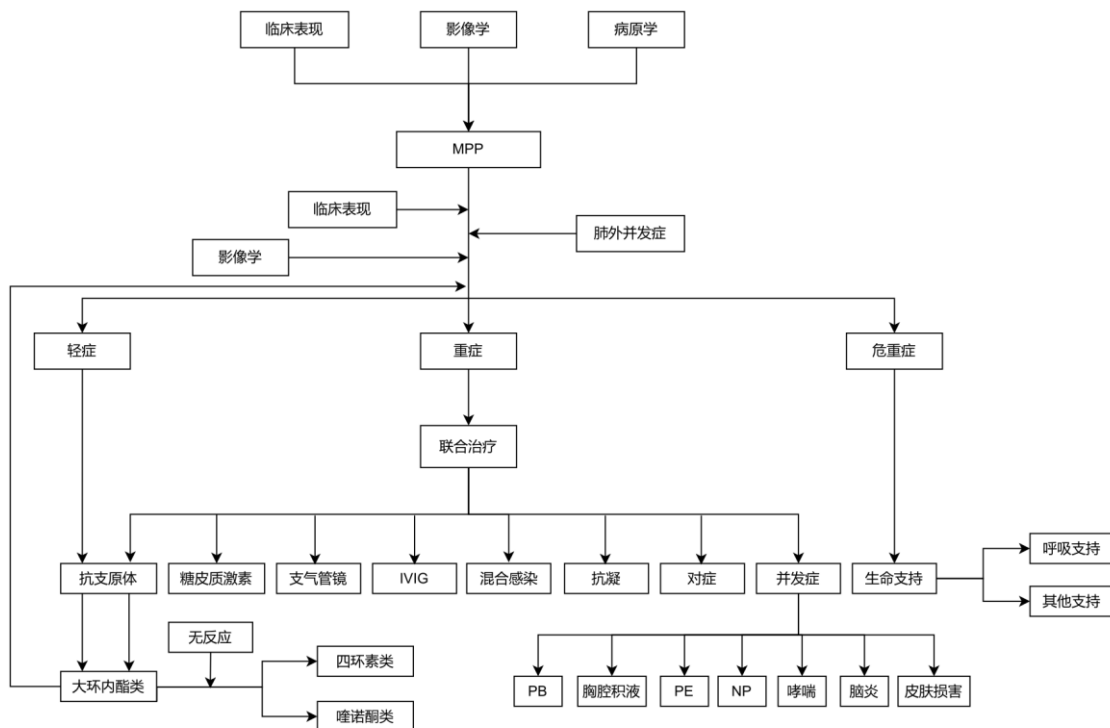 临床表现
影像学
病原学
MPP
临床表现
肺外并发症
影像学
轻症
重症
危重症
联合治疗
抗支原体
糖皮质激素
支气管镜
IVIG
混合感染
抗凝
对症
并发症
生命支持
呼吸支持
其他支持
无反应
大环内酯类
四环素类
喹诺酮类
PB
胸腔积液
PE
NP
哮喘
脑炎
皮肤损害